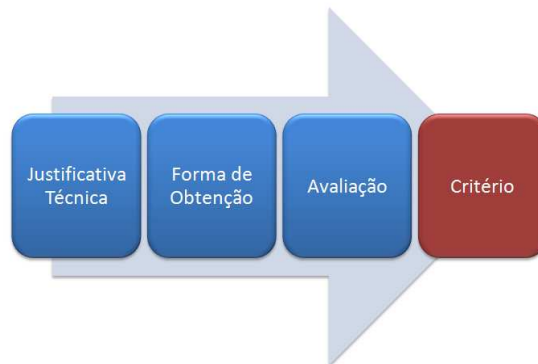 Justificativa
Técnica
Forma de
Obtenção
Avaliação
Critério